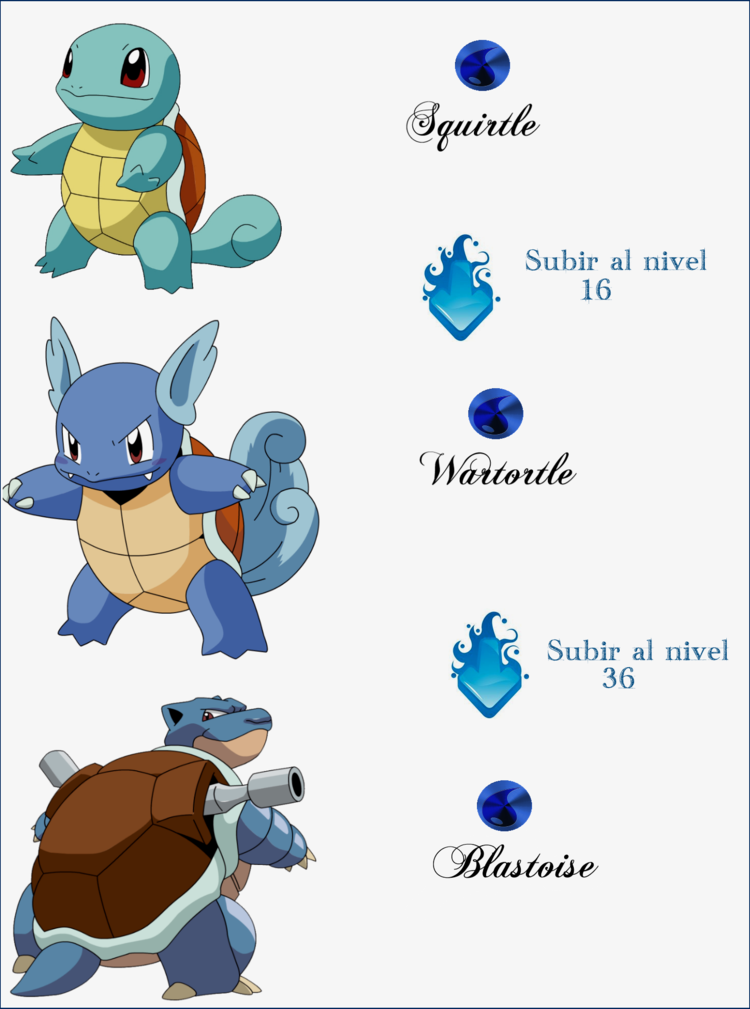 Squirtle
Subir al nivel
16
Wartortle
Subir al nivel
36
Blastoise